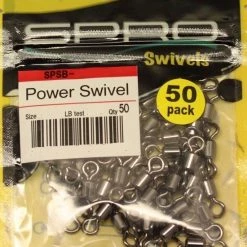 SPRO
Swivels
SPSB-
Power Swivel
Size LB test Qty 50
50
pack